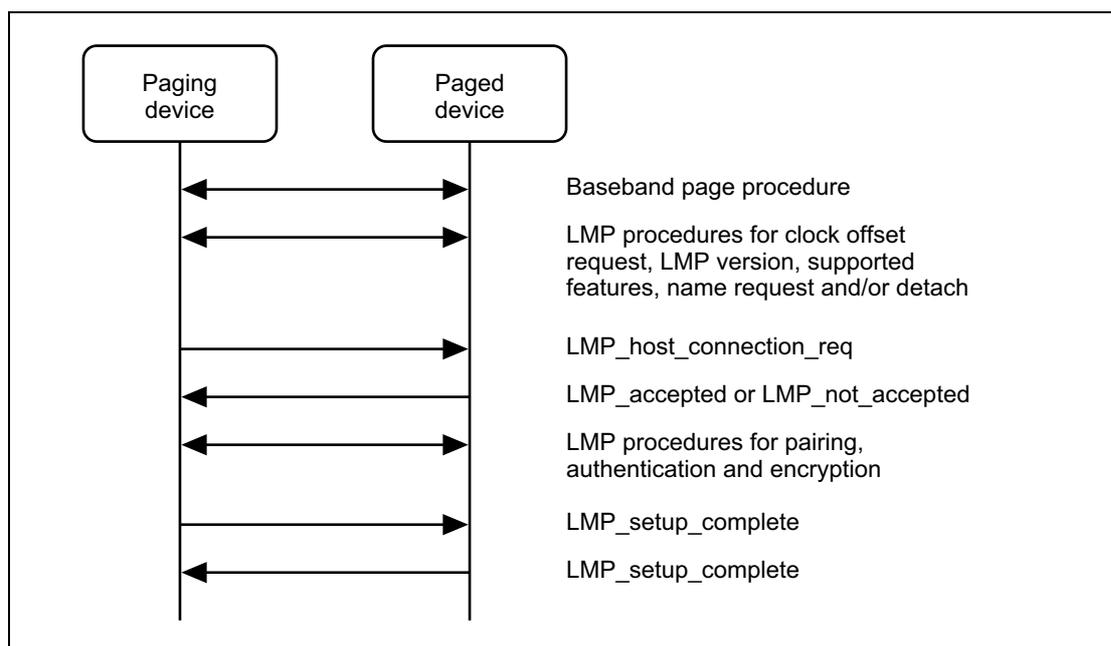 Paging
device
Paged
device
Baseband page procedure
LMP procedures for clock offset
request, LMP version, supported
features, name request and/or detach
LMP_host_connection_req
LMP_accepted or LMP_not_accepted
LMP procedures for pairing,
authentication and encryption
LMP_setup_complete
LMP_setup_complete